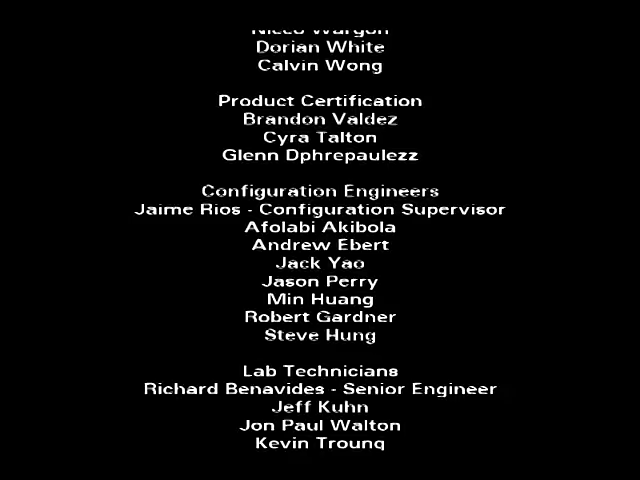 Dorian White
Calvin Wong
Product Certification
Brandon Valdez
Cyra Talton
Glenn Dphrepaulezz
Configuration Engineers
Jaime Rios - Configuration Supervisor
Afolabi Akibola
Andrew Ebert
Jack Yao
Jason Perry
Min Huang
Robert Gardner
Steve Hung
Lab Technicians
Richard Benavides - Senior Engineer
Jeff Kuhn
Jon Paul Walton
Kevin Troung